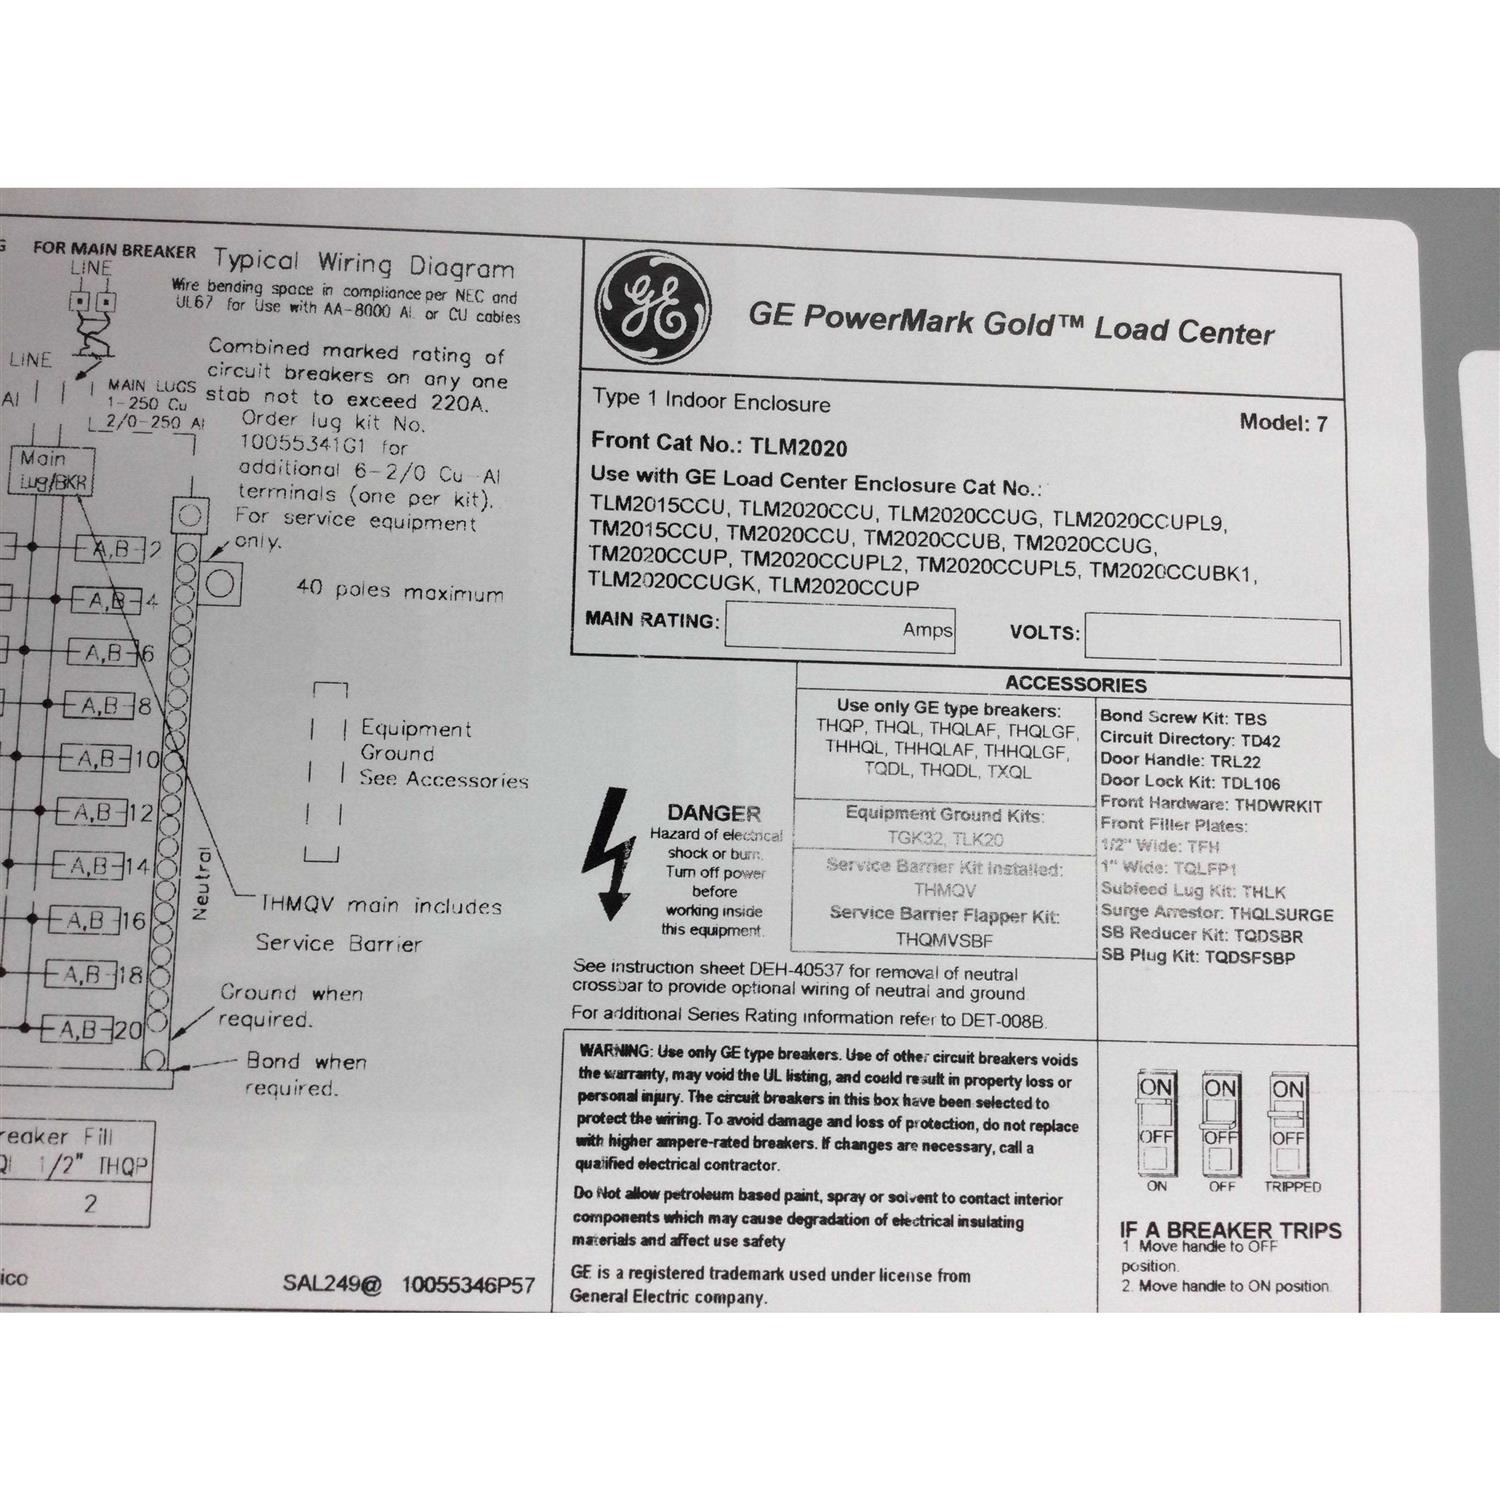 FOR MAIN BREAKER
LINE
LINE
Al
MAIN LUGS
1-250 Cu
2/0-250 Al
Main
Lug/BKR
Typical Wiring Diagram
Wire bending space in compliance per NEC and
UL67 for Use with AA-8000 AL or CU cables
Combined marked rating of
circuit breakers on any one
stab not to exceed 220A.
Order lug kit No.
10055341G1 for
additional 6-2/0 Cu-Al
terminals (one per kit).
For service equipment
only.
40 poles maximum
A,B 2
A,B 4
A,B 6
A,B 8
A,B 10
A,B 12
A,B 14
A,B 16
A,B 18
A,B 20
Neutral
Equipment
Ground
See Accessories
THMQV main includes
Service Barrier
Ground when
required.
Bond when
required.
reaker Fill
1/2" THQP
2
ico
SAL249@ 10055346P57
GE
GE PowerMark Gold™ Load Center
Type 1 Indoor Enclosure
Model: 7
Front Cat No.: TLM2020
Use with GE Load Center Enclosure Cat No.:
TLM2015CCU, TLM2020CCU, TLM2020CCUG, TLM2020CCUPL9,
TM2015CCU, TM2020CCU, TM2020CCUB, TM2020CCUG,
TM2020CCUP, TM2020CCUPL2, TM2020CCUPL5, TM2020CCUBK1,
TLM2020CCUGK, TLM2020CCUP
MAIN RATING: Amps VOLTS:
DANGER
Hazard of electrical
shock or burn.
Turn off power
before
working inside
this equipment.
ACCESSORIES
Use only GE type breakers:
THQP, THQL, THQLAF, THQLGF,
THHQL, THHQLAF, THHQLGF,
TQDL, THQDL, TXQL
Equipment Ground Kits:
TGK32, TLK20
Service Barrier Kit Installed:
THMQV
Service Barrier Flapper Kit:
THQMVSBF
Bond Screw Kit: TBS
Circuit Directory: TD42
Door Handle: TRL22
Door Lock Kit: TDL106
Front Hardware: THDWRKIT
Front Filler Plates:
1/2" Wide: TFH
1" Wide: TQLFP1
Subfeed Lug Kit: THLK
Surge Arrestor: THQLSURGE
SB Reducer Kit: TQDSBR
SB Plug Kit: TQDSFSBP
See instruction sheet DEH-40537 for removal of neutral
crossbar to provide optional wiring of neutral and ground
For additional Series Rating information refer to DET-008B.
WARNING: Use only GE type breakers. Use of other circuit breakers voids
the warranty, may void the UL listing, and could result in property loss or
personal injury. The circuit breakers in this box have been selected to
protect the wiring. To avoid damage and loss of protection, do not replace
with higher ampere-rated breakers. If changes are necessary, call a
qualified electrical contractor.
Do Not allow petroleum based paint, spray or solvent to contact interior
components which may cause degradation of electrical insulating
materials and affect use safety
GE is a registered trademark used under license from
General Electric company.
ON ON ON
OFF OFF OFF
ON OFF TRIPPED
IF A BREAKER TRIPS
1. Move handle to OFF
position.
2. Move handle to ON position.